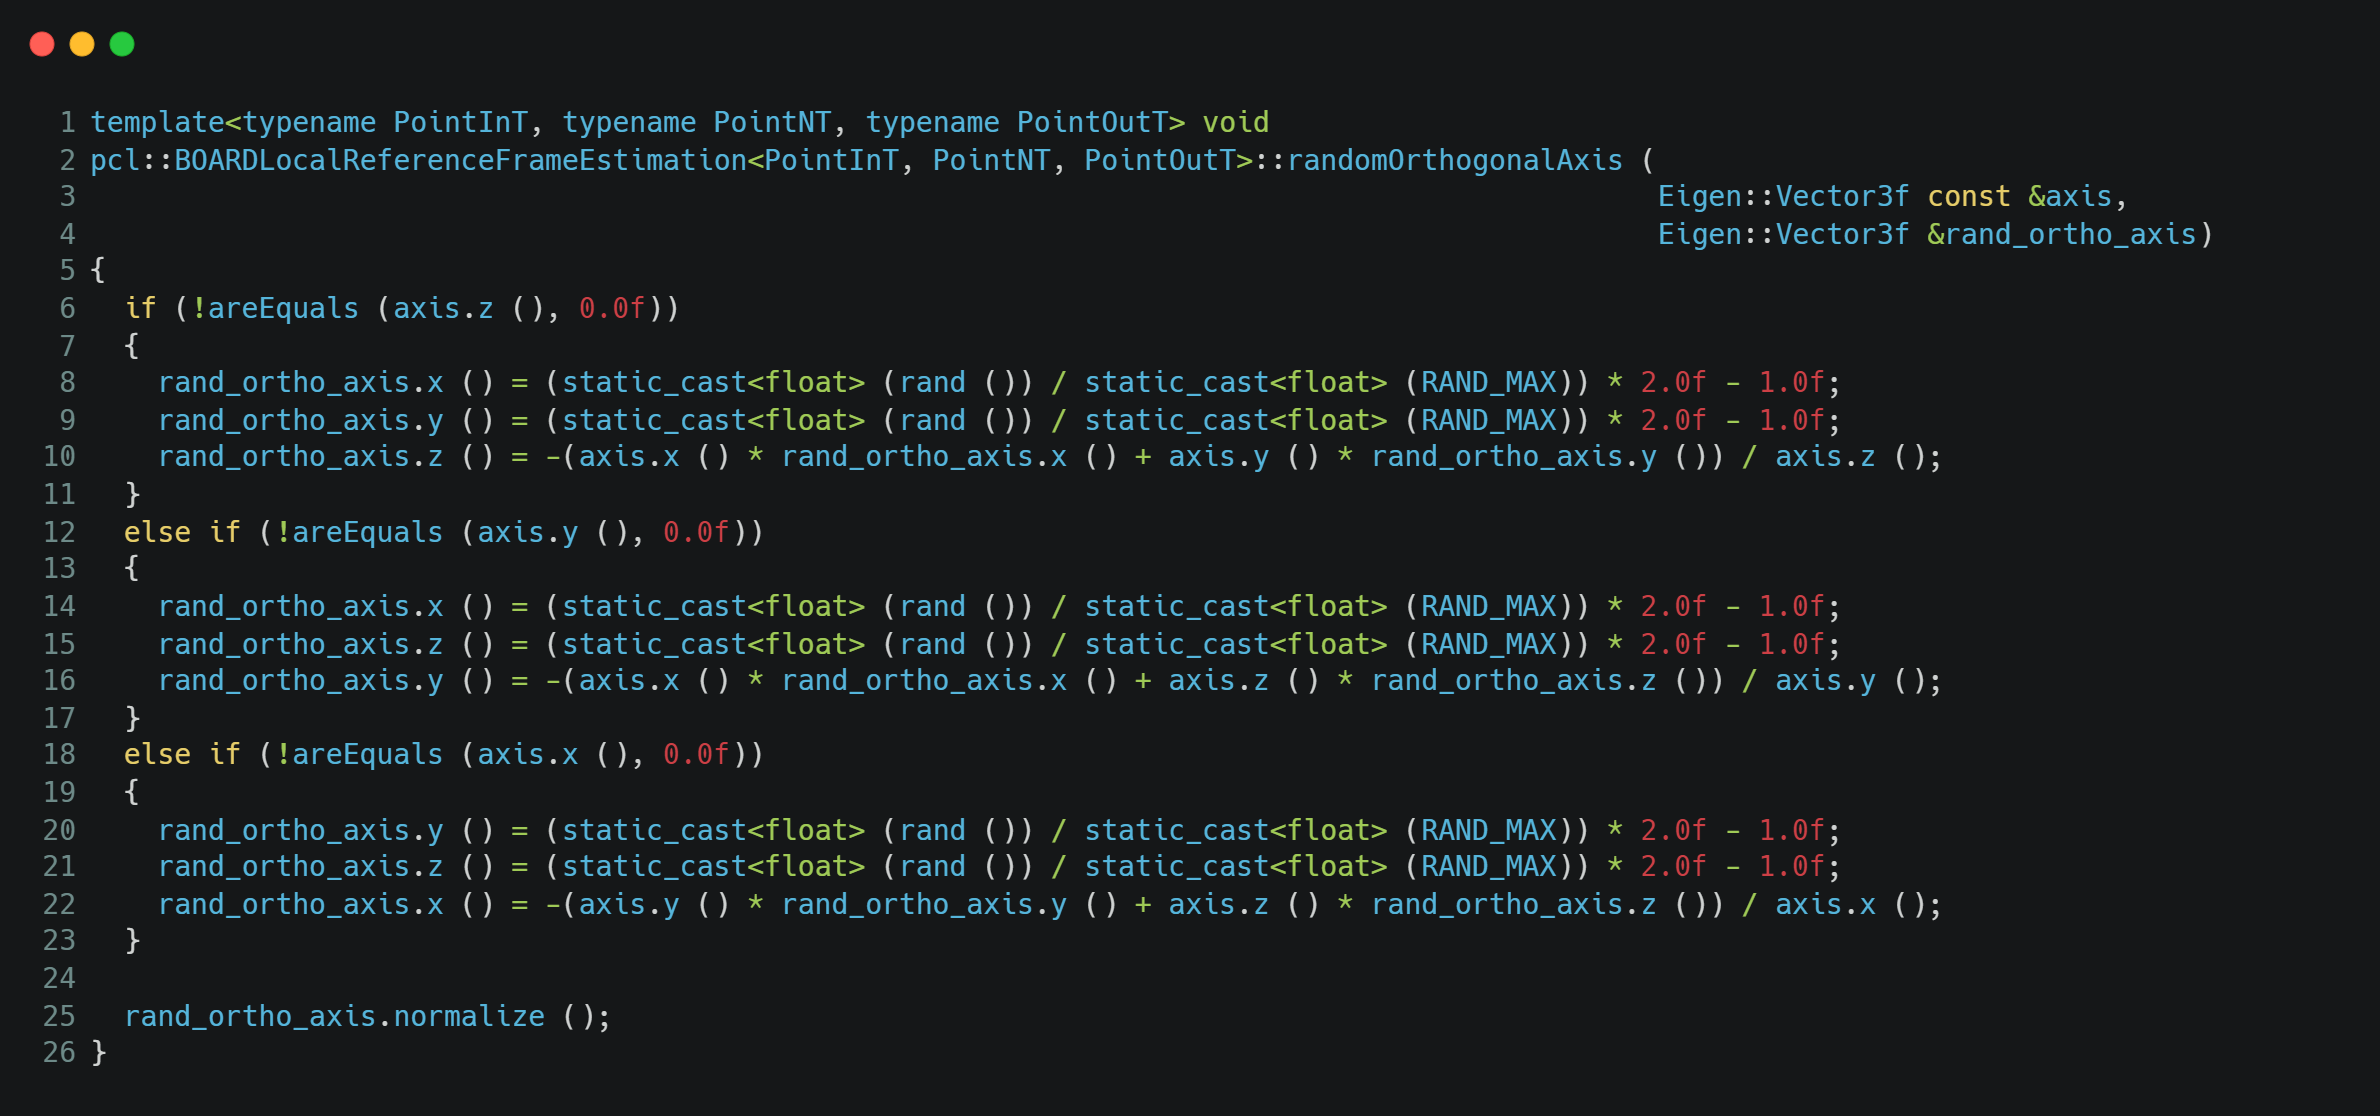 1 template<typename PointInT, typename PointNT, typename PointOutT> void
2 pcl::BOARDLocalReferenceFrameEstimation<PointInT, PointNT, PointOutT>::randomOrthogonalAxis (
3 Eigen::Vector3f const &axis,
4 Eigen::Vector3f &rand_ortho_axis)
5 {
6   if (!areEquals (axis.z (), 0.0f))
7   {
8     rand_ortho_axis.x () = (static_cast<float> (rand ()) / static_cast<float> (RAND_MAX)) * 2.0f - 1.0f;
9     rand_ortho_axis.y () = (static_cast<float> (rand ()) / static_cast<float> (RAND_MAX)) * 2.0f - 1.0f;
10     rand_ortho_axis.z () = -(axis.x () * rand_ortho_axis.x () + axis.y () * rand_ortho_axis.y ()) / axis.z ();
11   }
12   else if (!areEquals (axis.y (), 0.0f))
13   {
14     rand_ortho_axis.x () = (static_cast<float> (rand ()) / static_cast<float> (RAND_MAX)) * 2.0f - 1.0f;
15     rand_ortho_axis.z () = (static_cast<float> (rand ()) / static_cast<float> (RAND_MAX)) * 2.0f - 1.0f;
16     rand_ortho_axis.y () = -(axis.x () * rand_ortho_axis.x () + axis.z () * rand_ortho_axis.z ()) / axis.y ();
17   }
18   else if (!areEquals (axis.x (), 0.0f))
19   {
20     rand_ortho_axis.y () = (static_cast<float> (rand ()) / static_cast<float> (RAND_MAX)) * 2.0f - 1.0f;
21     rand_ortho_axis.z () = (static_cast<float> (rand ()) / static_cast<float> (RAND_MAX)) * 2.0f - 1.0f;
22     rand_ortho_axis.x () = -(axis.y () * rand_ortho_axis.y () + axis.z () * rand_ortho_axis.z ()) / axis.x ();
23   }
24
25   rand_ortho_axis.normalize ();
26 }